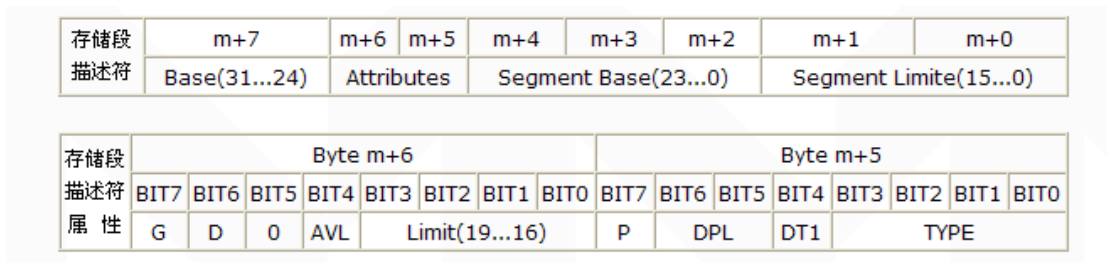 存储段 m+7 m+6 m+5 m+4 m+3 m+2 m+1 m+0
描述符 Base(31...24) Attributes Segment Base(23...0) Segment Limite(15...0)
存储段 Byte m+6 Byte m+5
描述符 BIT7 BIT6 BIT5 BIT4 BIT3 BIT2 BIT1 BIT0 BIT7 BIT6 BIT5 BIT4 BIT3 BIT2 BIT1 BIT0
属 性 G D 0 AVL Limit(19...16) P DPL DT1 TYPE